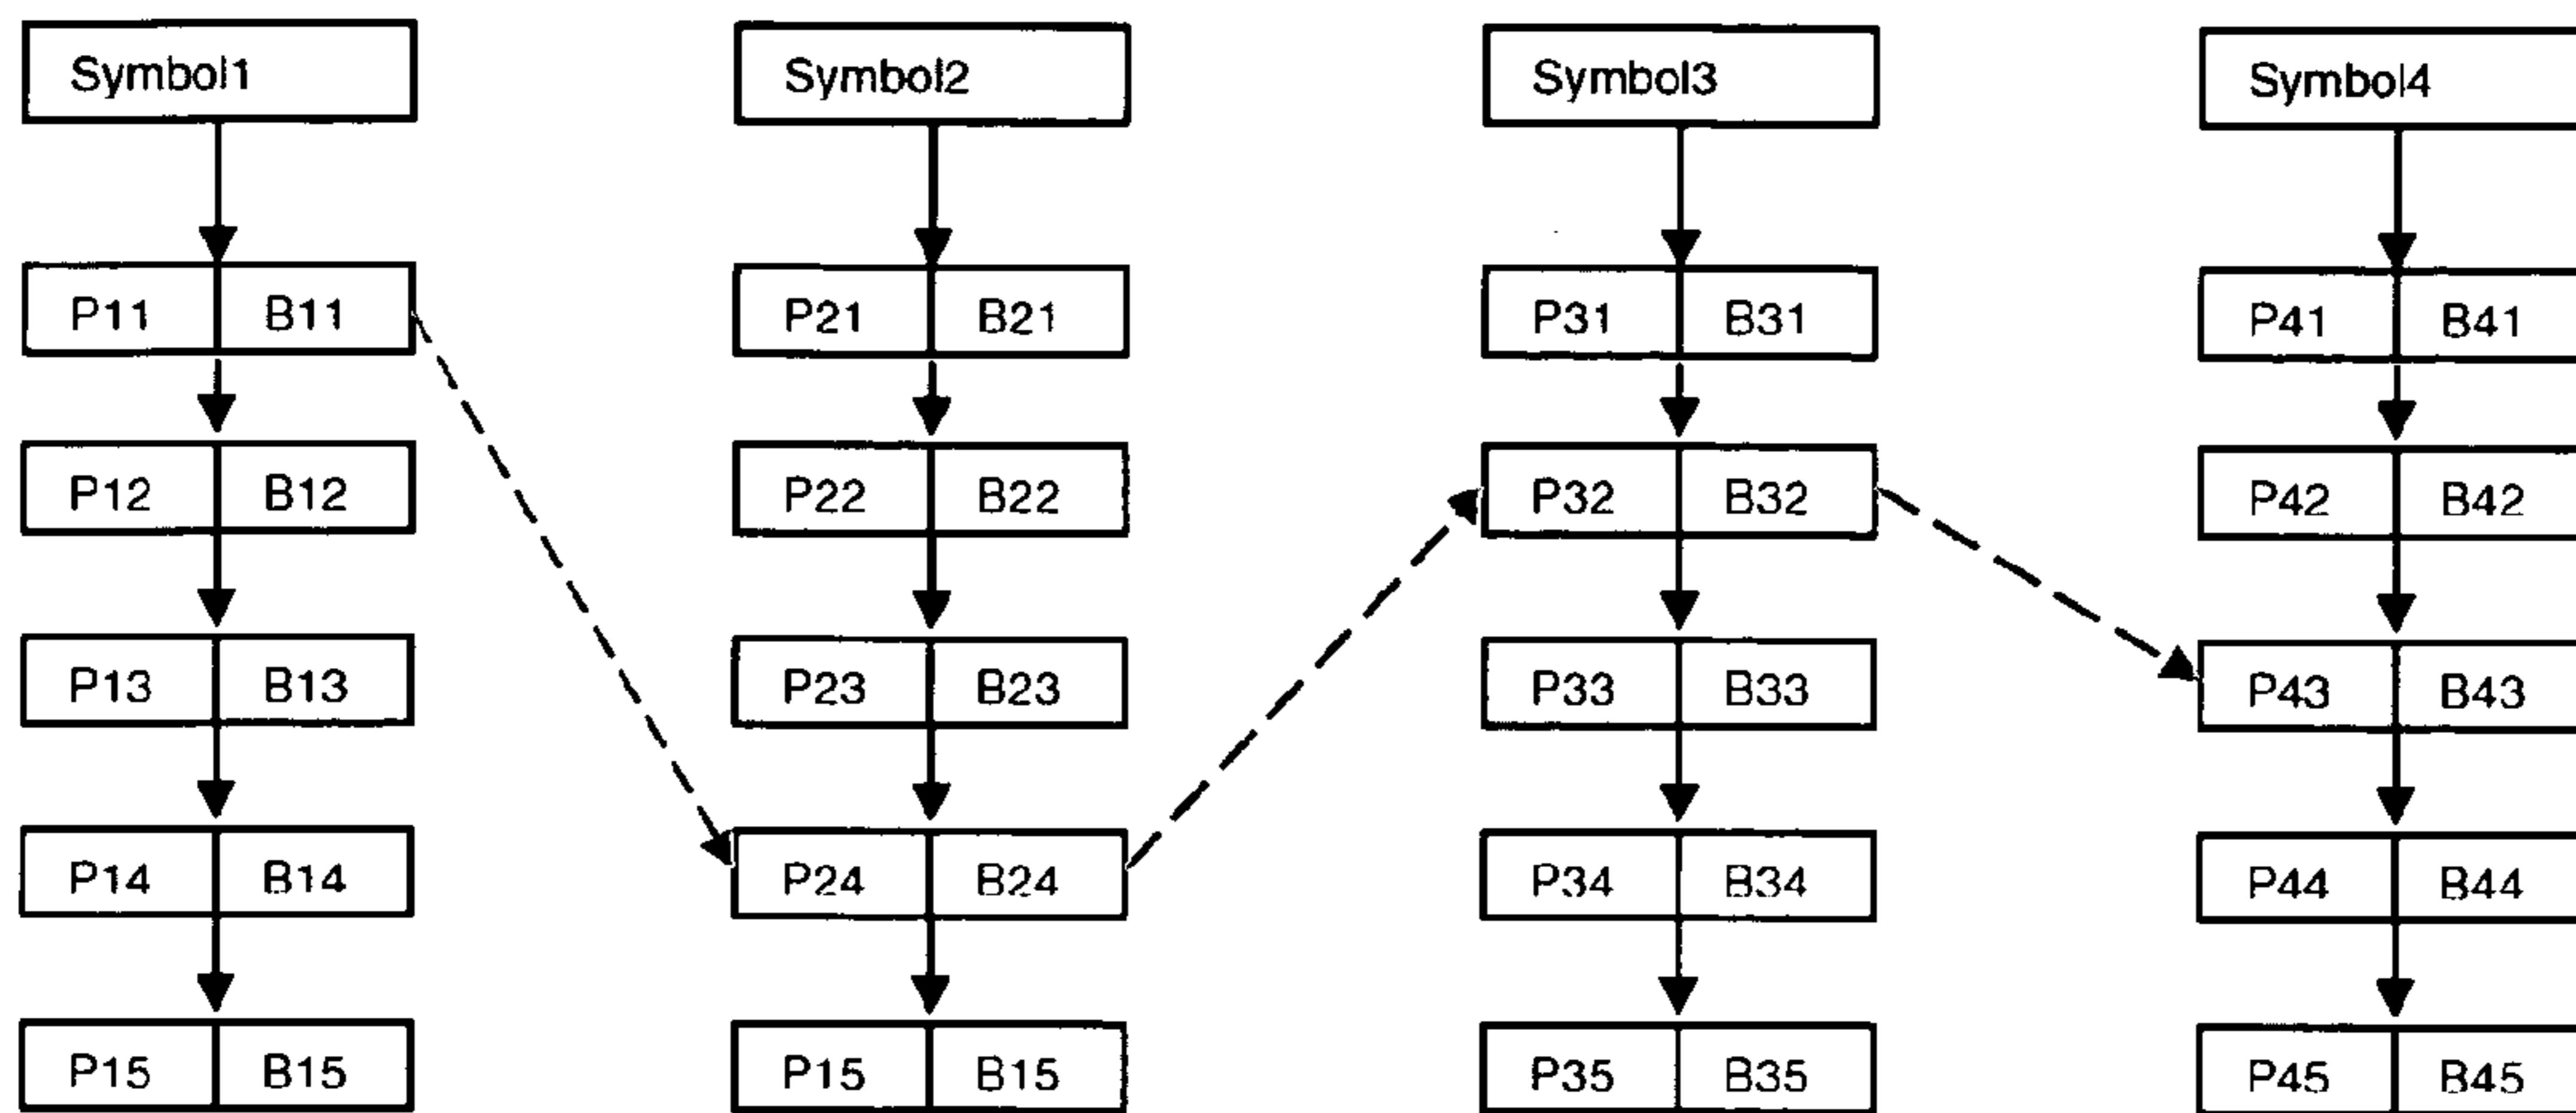 Symbol1 Symbol2 Symbol3 Symbol4
P11 B11 P21 B21 P31 B31 P41 B41
P12 B12 P22 B22 P32 B32 P42 B42
P13 B13 P23 B23 P33 B33 P43 B43
P14 B14 P24 B24 P34 B34 P44 B44
P15 B15 P15 B15 P35 B35 P45 B45